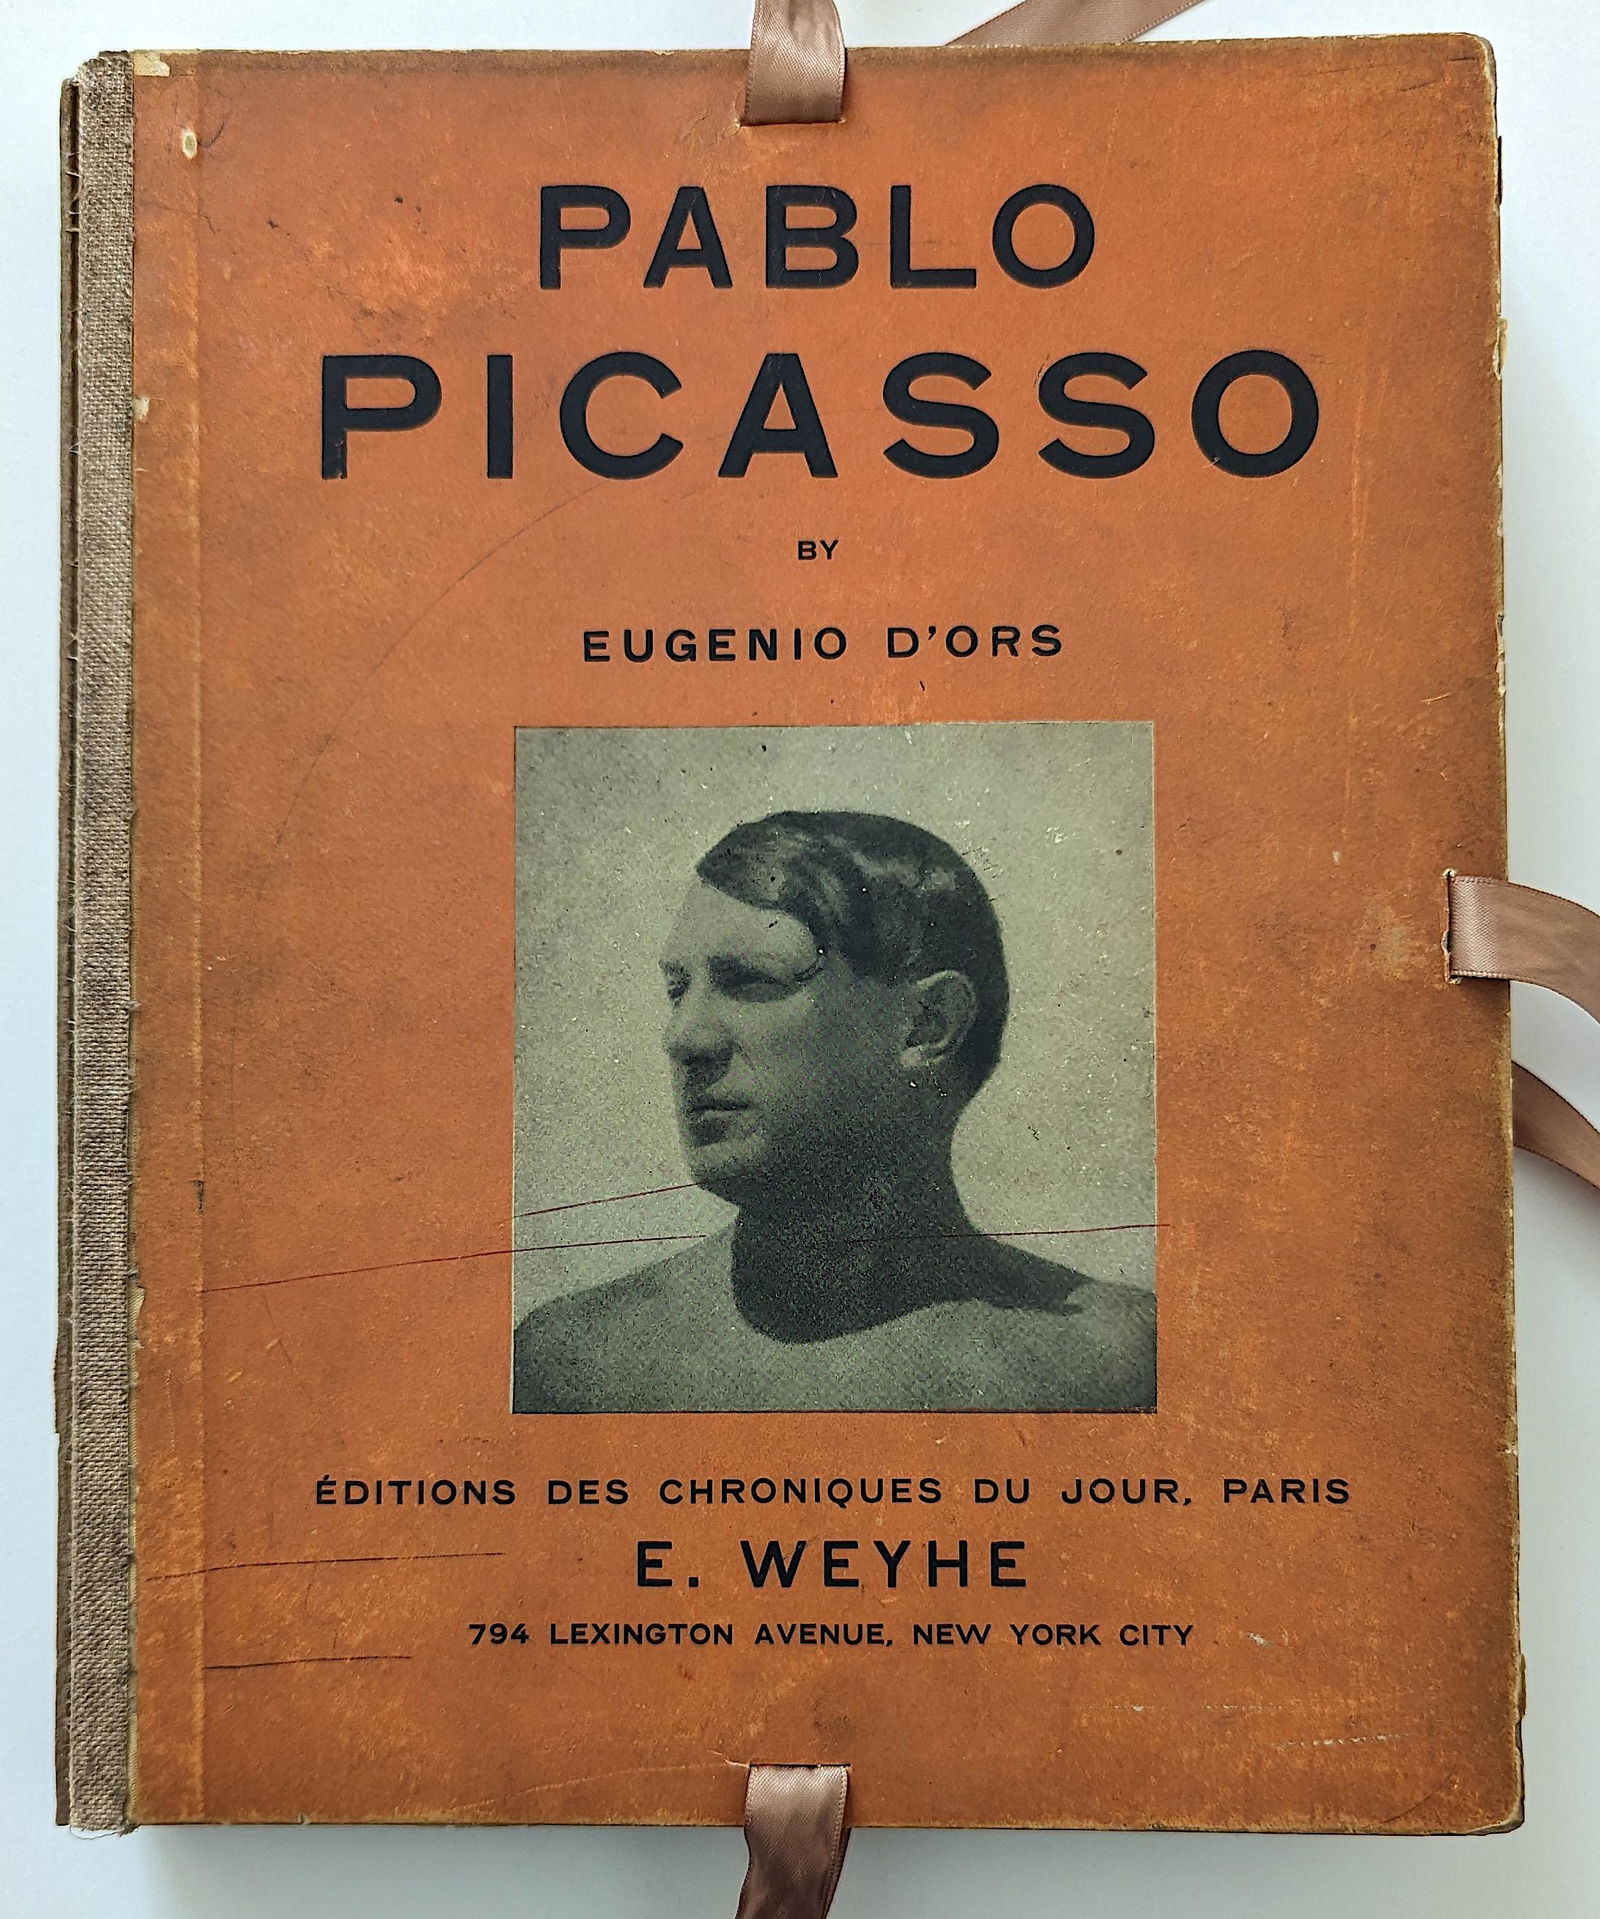 PABLO
PICASSO
BY
EUGENIO D'ORS
ÉDITIONS DES CHRONIQUES DU JOUR, PARIS
E. WEYHE
794 LEXINGTON AVENUE, NEW YORK CITY